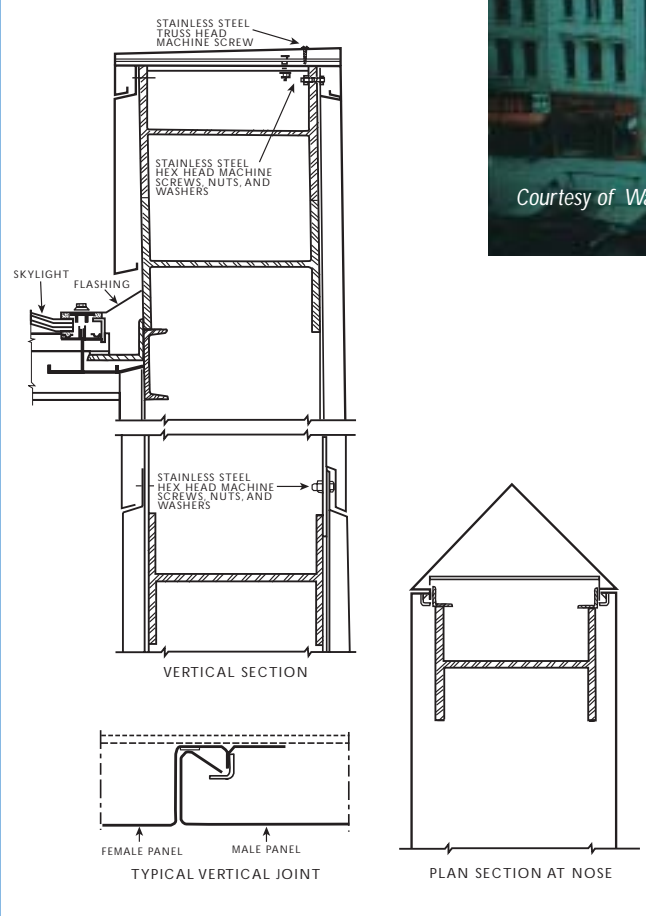 STAINLESS STEEL
TRUSS HEAD
MACHINE SCREW
Courtesy of
STAINLESS STEEL
HEX HEAD MACHINE
SCREWS, NUTS, AND
WASHERS
SKYLIGHT
FLASHING
STAINLESS STEEL
HEX HEAD MACHINE
SCREWS, NUTS, AND
WASHERS
VERTICAL SECTION
FEMALE PANEL
MALE PANEL
TYPICAL VERTICAL JOINT
PLAN SECTION AT NOSE